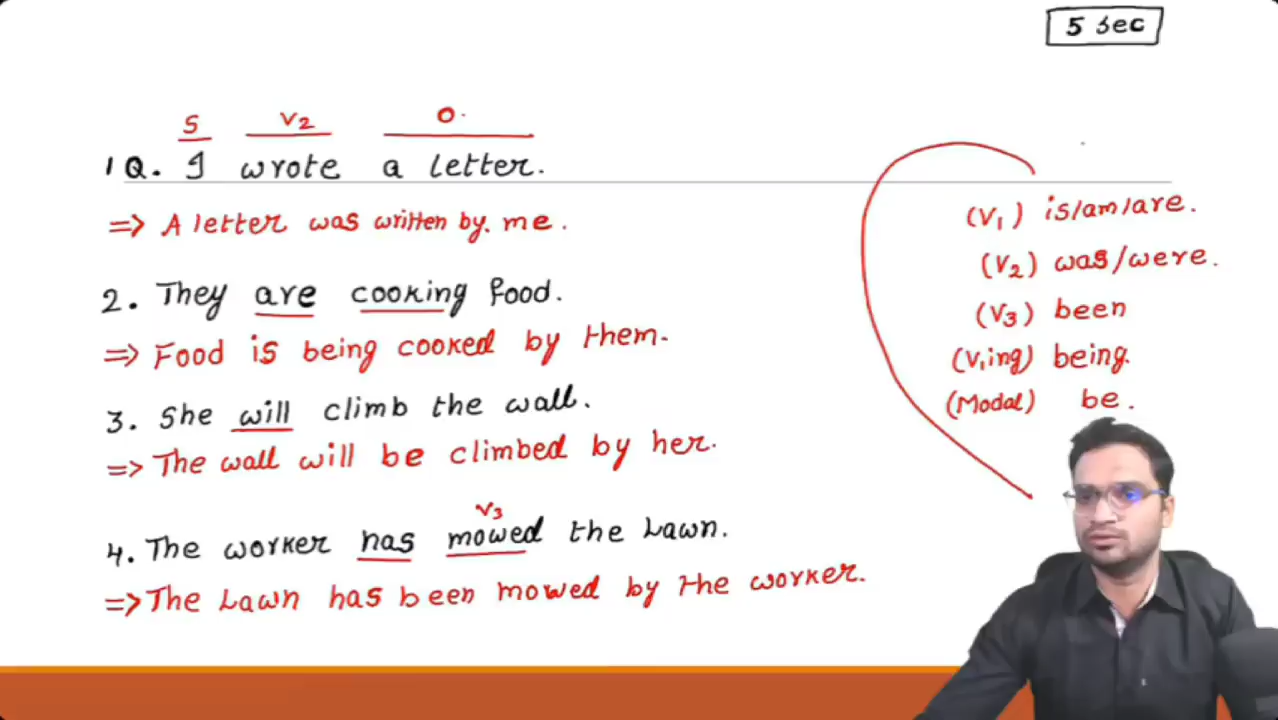 5 Sec
S V2 O.
1Q. I wrote a letter.
=> A letter was written by. me.
2. They are cooking Food.
=> Food is being cooked by them.
3. She will climb the wall.
=> The wall will be climbed by her.
V3
4. The worker has mowed the Lawn.
=> The Lawn has been mowed by the worker.
(V1) is/am/are.
(V2) was/were.
(V3) been
(V1ing) being.
(Modal) be.